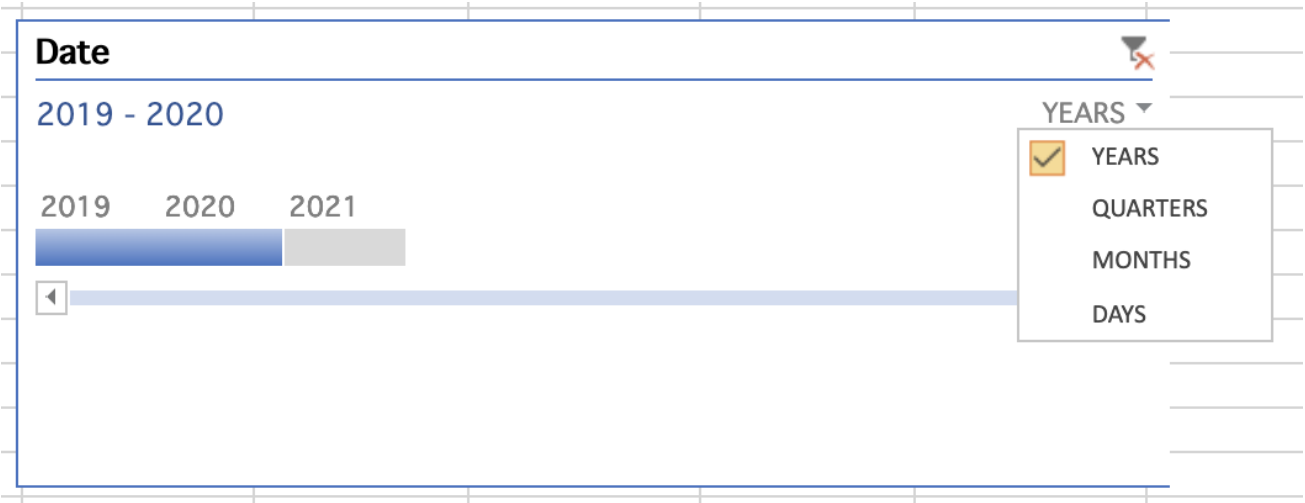 Date
2019 - 2020
YEARS
YEARS
2019 2020 2021
QUARTERS
MONTHS
DAYS